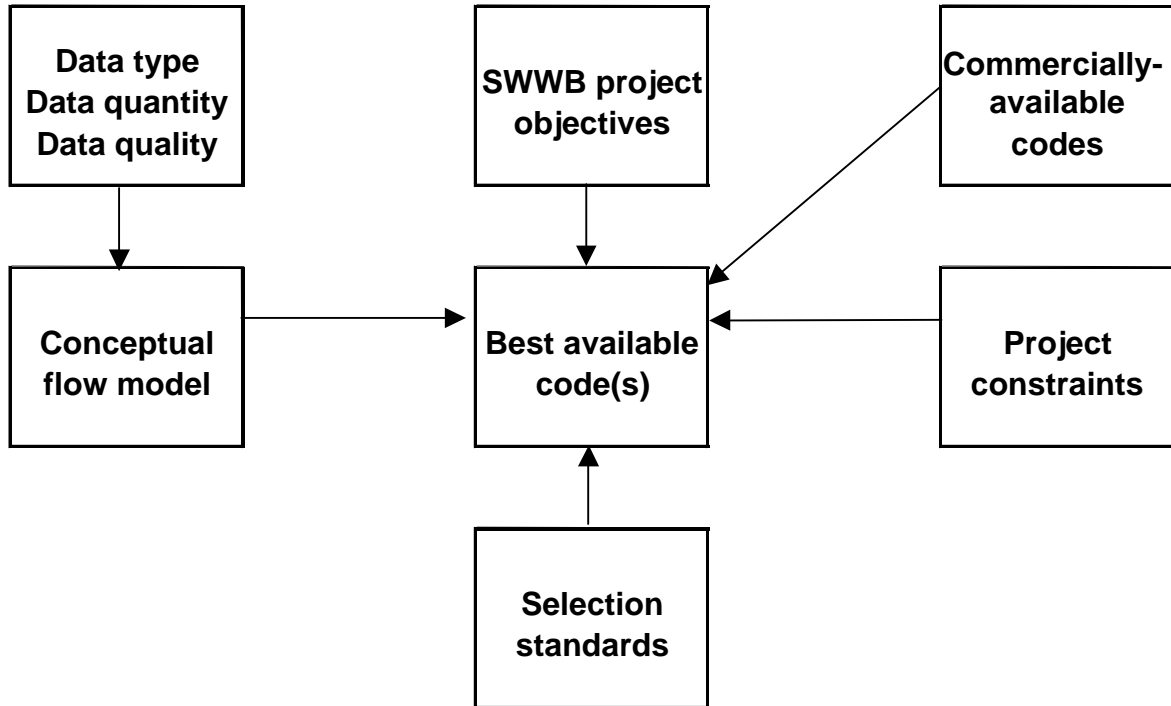 Data type
Data quantity
Data quality
SWWB project
objectives
Commercially-
available
codes
Conceptual
flow model
Best available
code(s)
Project
constraints
Selection
standards